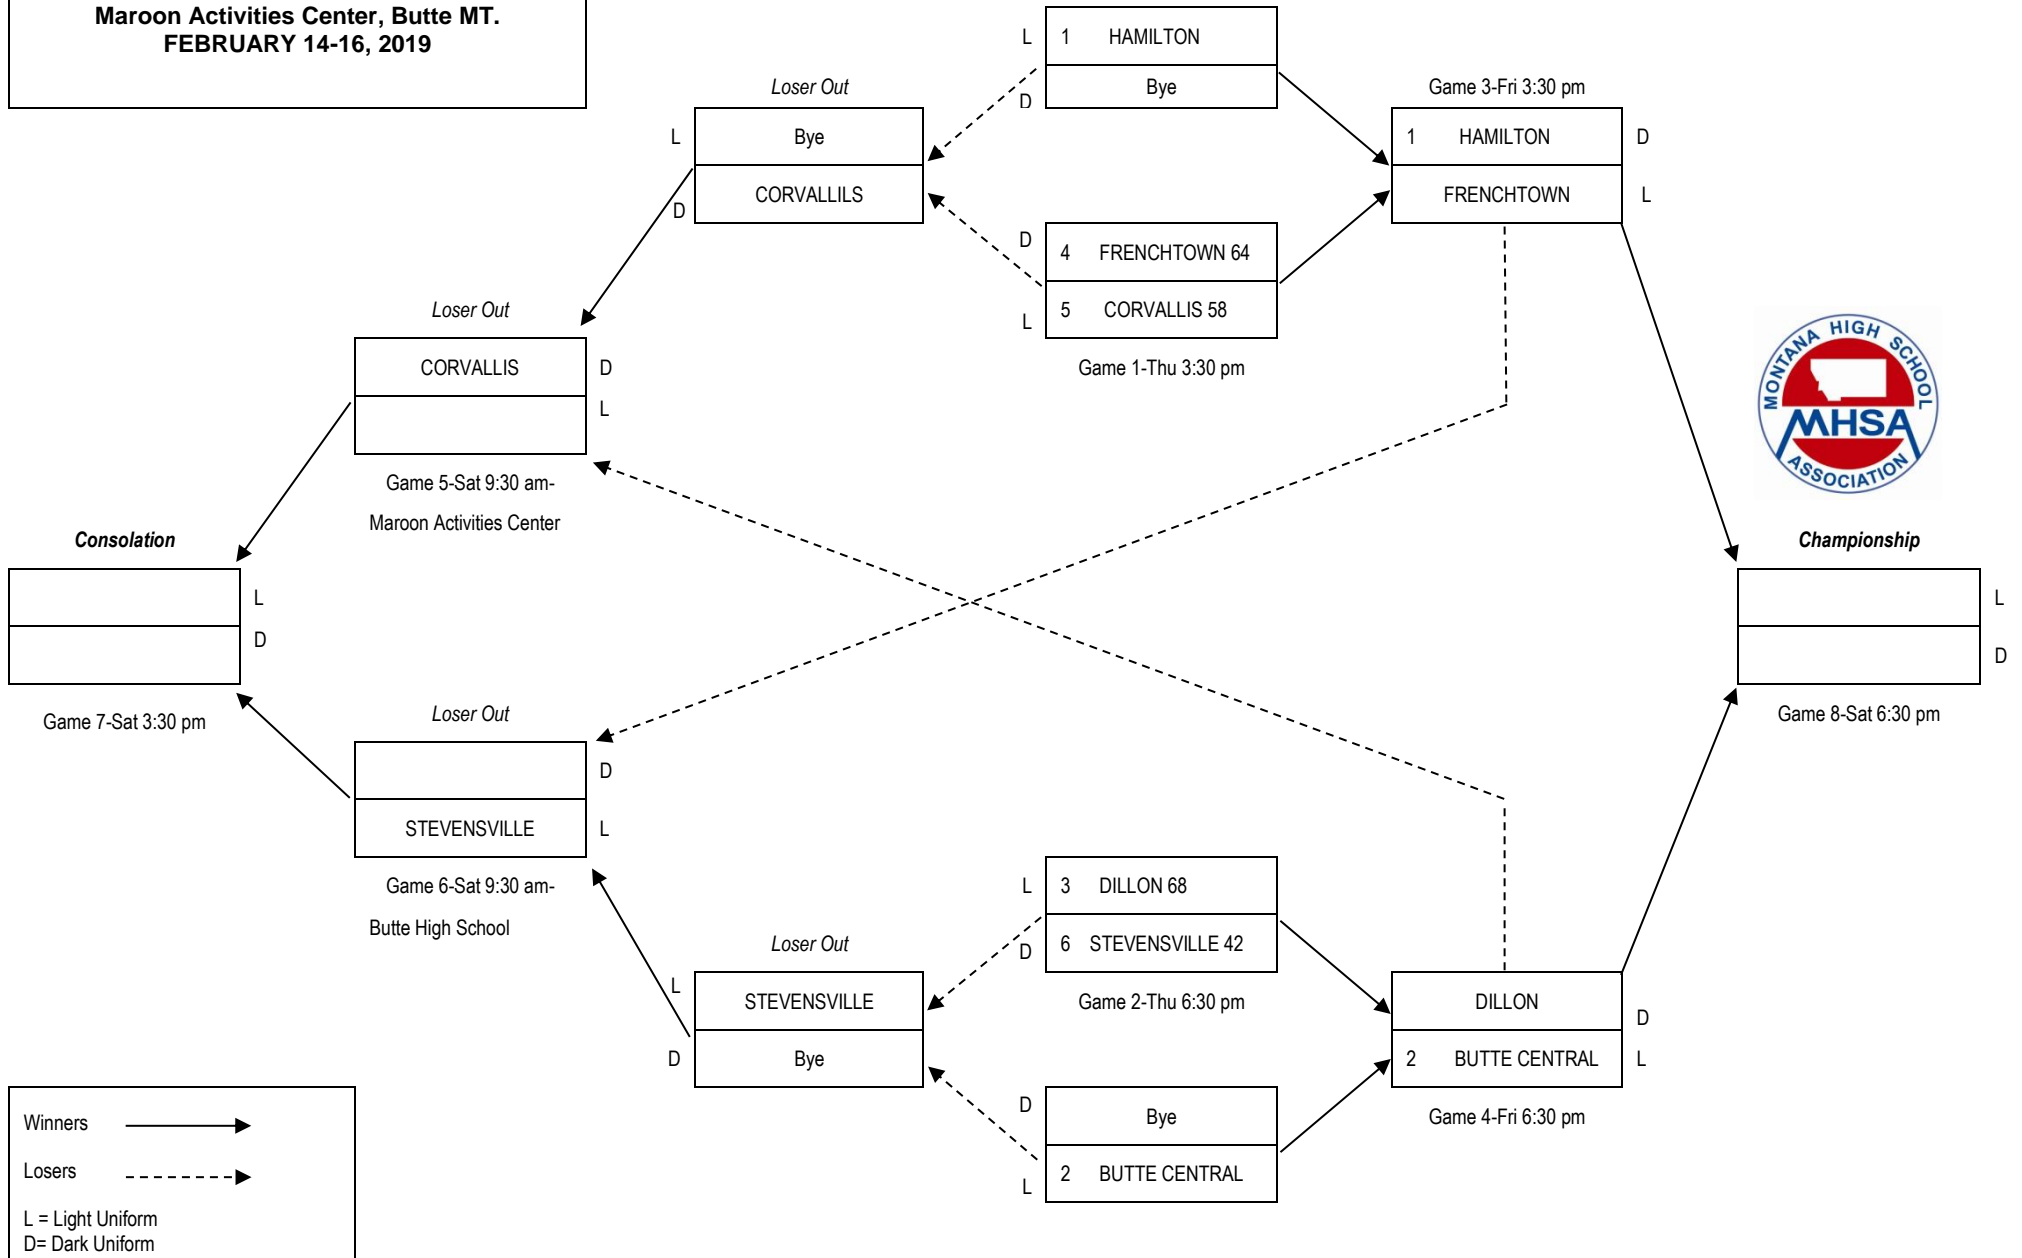 Maroon Activities Center, Butte MT.
FEBRUARY 14-16, 2019
L
1 HAMILTON
D
Bye
Loser Out
L
Bye
D
CORVALLILS
Game 3-Fri 3:30 pm
1 HAMILTON
D
FRENCHTOWN
L
D
4 FRENCHTOWN 64
L
5 CORVALLIS 58
Game 1-Thu 3:30 pm
Loser Out
CORVALLIS
D
L
Game 5-Sat 9:30 am-
Maroon Activities Center
MONTANA HIGH SCHOOL
MHSA
ASSOCIATION
Consolation
L
D
Game 7-Sat 3:30 pm
Championship
L
D
Game 8-Sat 6:30 pm
Loser Out
D
STEVENSVILLE
L
Game 6-Sat 9:30 am-
Butte High School
L
3 DILLON 68
D
6 STEVENSVILLE 42
Game 2-Thu 6:30 pm
Loser Out
L
STEVENSVILLE
D
Bye
DILLON
D
2 BUTTE CENTRAL
L
Game 4-Fri 6:30 pm
D
Bye
L
2 BUTTE CENTRAL
Winners
Losers
L = Light Uniform
D= Dark Uniform